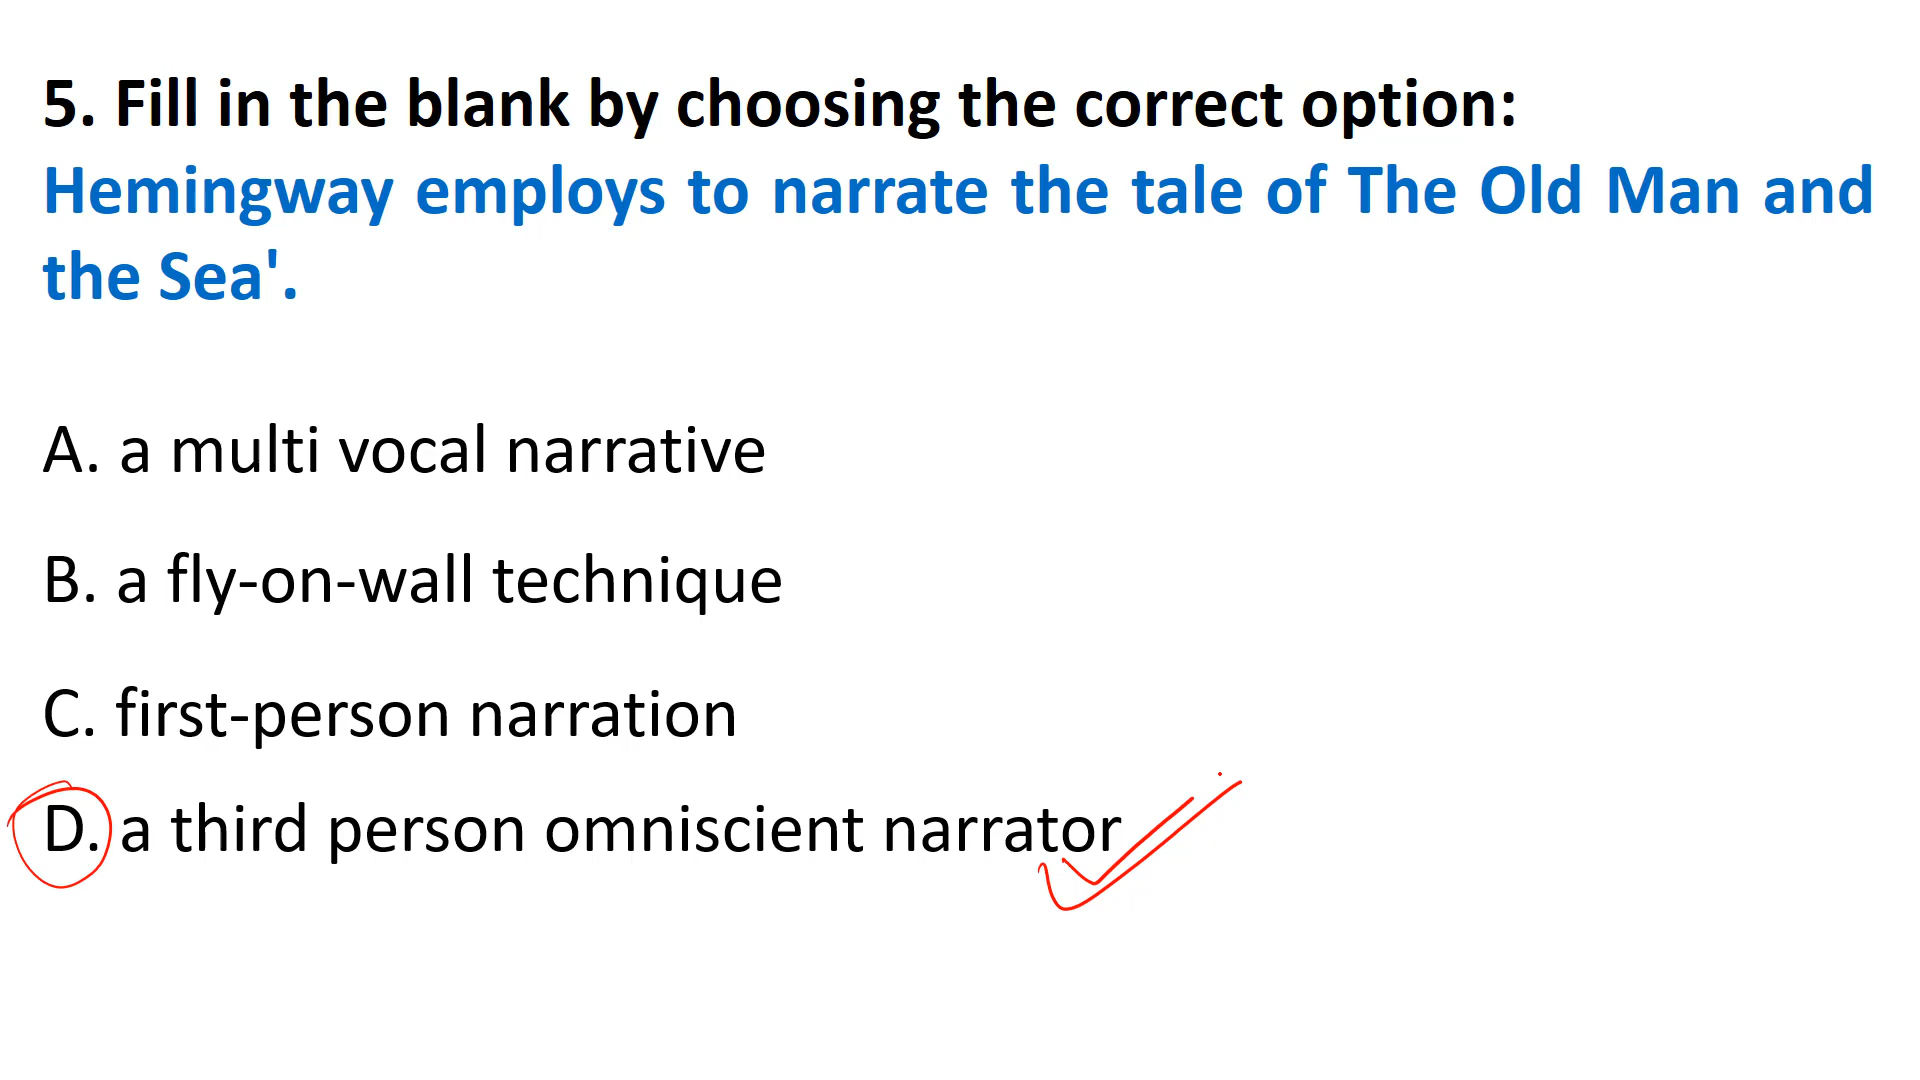 5. Fill in the blank by choosing the correct option:
Hemingway employs to narrate the tale of The Old Man and
the Sea'.
A. a multi vocal narrative
B. a fly-on-wall technique
C. first-person narration
D. a third person omniscient narrator